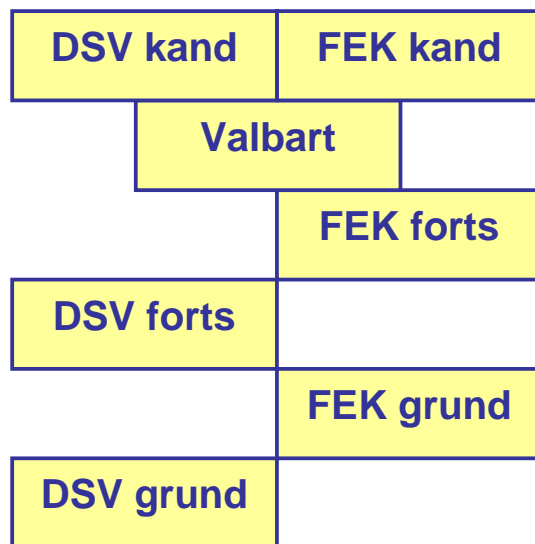 DSV kand FEK kand
Valbart
FEK forts
DSV forts
FEK grund
DSV grund